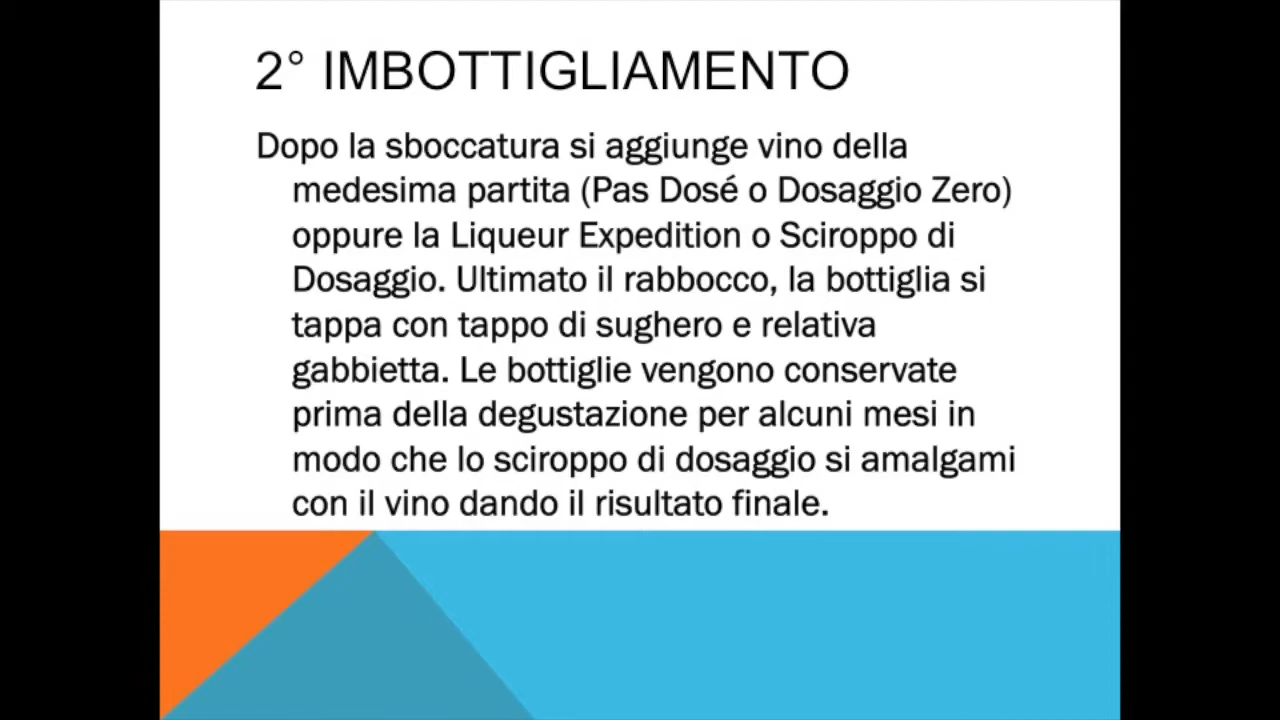 2° IMBOTTIGLIAMENTO
Dopo la sboccatura si aggiunge vino della
medesima partita (Pas Dosé o Dosaggio Zero)
oppure la Liqueur Expedition o Sciroppo di
Dosaggio. Ultimato il rabbocco, la bottiglia si
tappa con tappo di sughero e relativa
gabbietta. Le bottiglie vengono conservate
prima della degustazione per alcuni mesi in
modo che lo sciroppo di dosaggio si amalgami
con il vino dando il risultato finale.